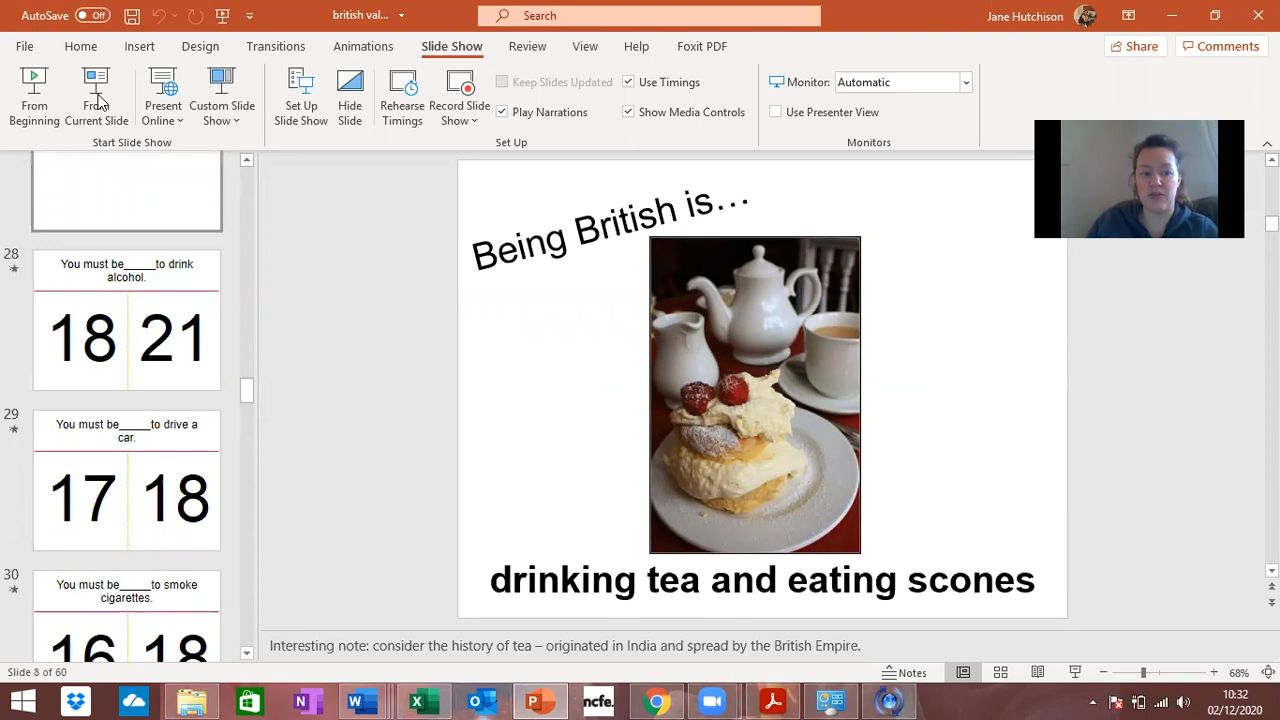 AutoSave Off
british val...
Search
Jane Hutchison
File Home Insert Design Transitions Animations Slide Show Review View Help Foxit PDF
Share Comments
From Beginning
From Current Slide
Present Online
Custom Slide Show
Set Up Slide Show
Hide Slide
Rehearse Timings
Record Slide Show
Keep Slides Updated
Play Narrations
Use Timings
Show Media Controls
Monitor: Automatic
Use Presenter View
Start Slide Show
Set Up
Monitors
28
You must be_____to drink
alcohol.
18 21
29
You must be_____to drive a
car.
17 18
30
You must be_____to smoke
cigarettes.
16 18
Being British is...
drinking tea and eating scones
Interesting note: consider the history of tea – originated in India and spread by the British Empire.
Slide 8 of 60
Notes
68%
ncfe.
10:32
02/12/2020